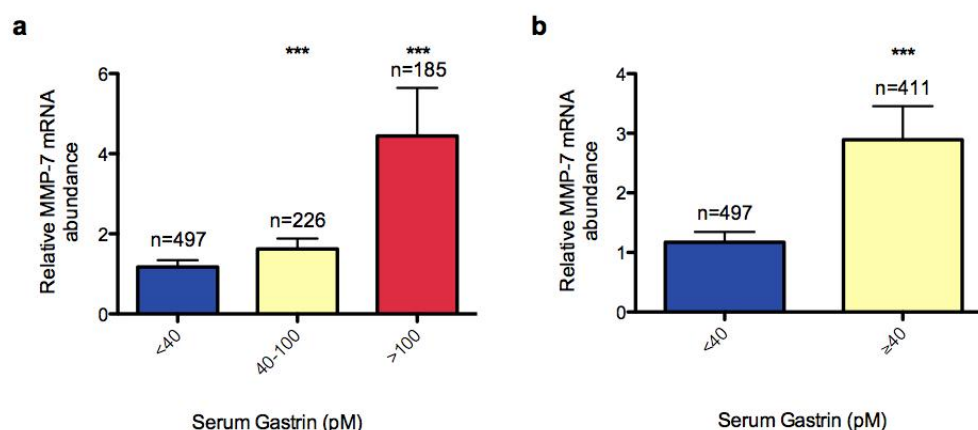 a
Relative MMP-7 mRNA
abundance
6
4
2
0
n=497
***
n=226
***
n=185
<40
40-100
>100
Serum Gastrin (pM)
b
Relative MMP-7 mRNA
abundance
4
3
2
1
0
n=497
***
n=411
<40
≥40
Serum Gastrin (pM)